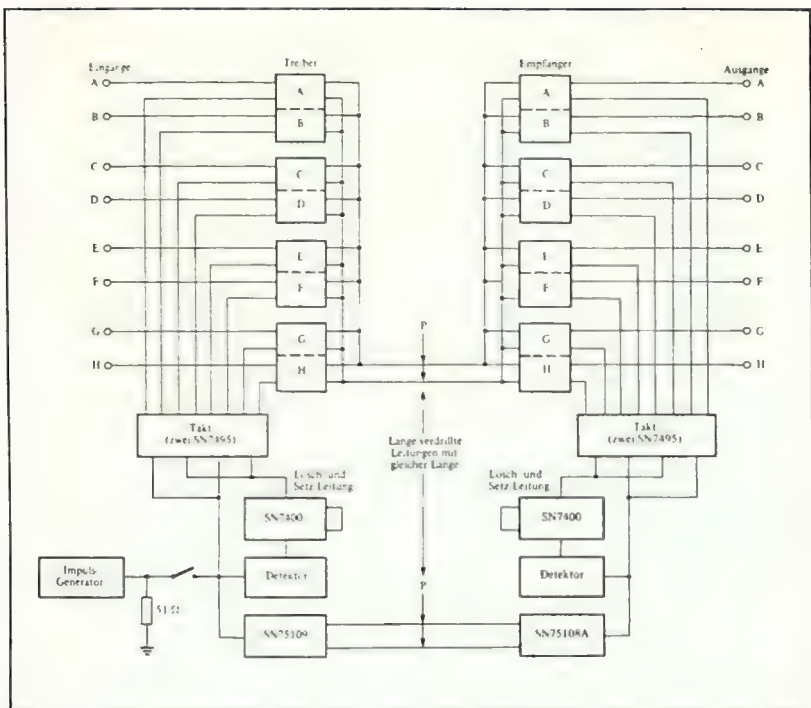 Eingänge
Treiber
Empfänger
Ausgänge
A
A
A
A
B
B
B
B
C
C
C
C
D
D
D
D
E
E
E
E
F
F
F
F
G
G
G
G
H
H
H
H
P
Takt
(zwei SN7495)
Lange verdrillte
Leitungen mit
gleicher Länge
Takt
(zwei SN7495)
Lösch- und
Setz-Leitung
Lösch- und
Setz-Leitung
SN7400
SN7400
Impuls-
Generator
Detektor
Detektor
P
51 Ω
SN75109
SN75108A